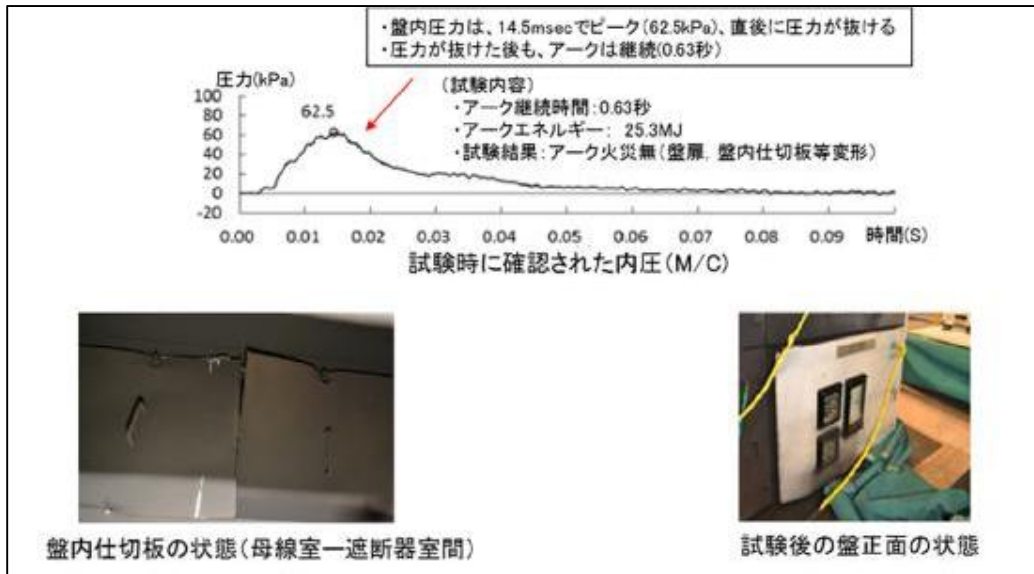 ・盤内圧力は、14.5msecでピーク(62.5kPa)、直後に圧力が抜ける
・圧力が抜けた後も、アークは継続(0.63秒)
圧力(kPa)
(試験内容)
・アーク継続時間:0.63秒
・アークエネルギー: 25.3MJ
・試験結果:アーク火災無(盤扉, 盤内仕切板等変形)
62.5
100
80
60
40
20
0
-20
0.00 0.01 0.02 0.03 0.04 0.05 0.06 0.07 0.08 0.09 時間(S)
試験時に確認された内圧(M/C)
盤内仕切板の状態(母線室ー遮断器室間)
試験後の盤正面の状態